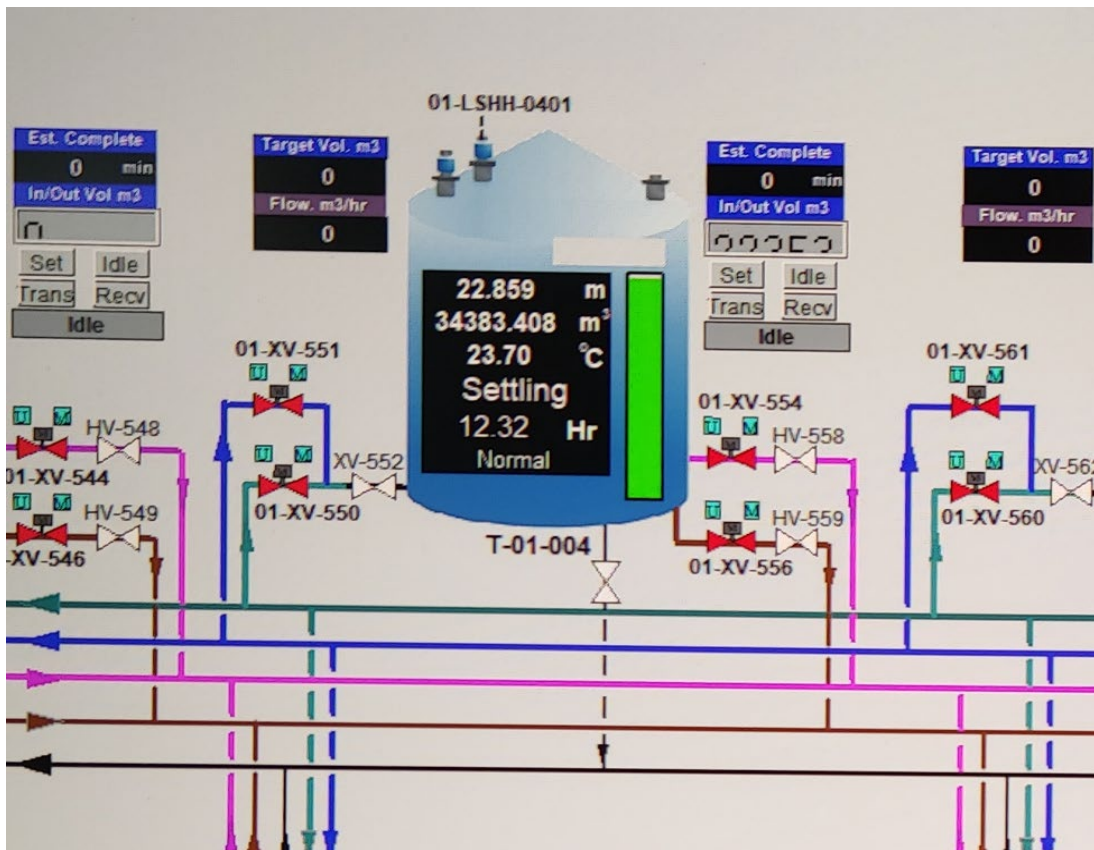 01-LSHH-0401
Est. Complete
0 min
In/Out Vol m3
Set Idle
Trans Recv
Idle
Target Vol. m3
0
Flow. m3/hr
0
22.859 m
34383.408 m³
23.70 °C
Settling
12.32 Hr
Normal
Est. Complete
0 min
In/Out Vol m3
Set Idle
Trans Recv
Idle
Target Vol. m3
0
Flow. m3/hr
0
01-XV-551
U M
01-XV-561
U M
U M
HV-548
01-XV-544
U M
01-XV-550
XV-552
01-XV-554
U M
HV-558
U M
01-XV-560
XV-562
U M
HV-549
-XV-546
T-01-004
U M
HV-559
01-XV-556